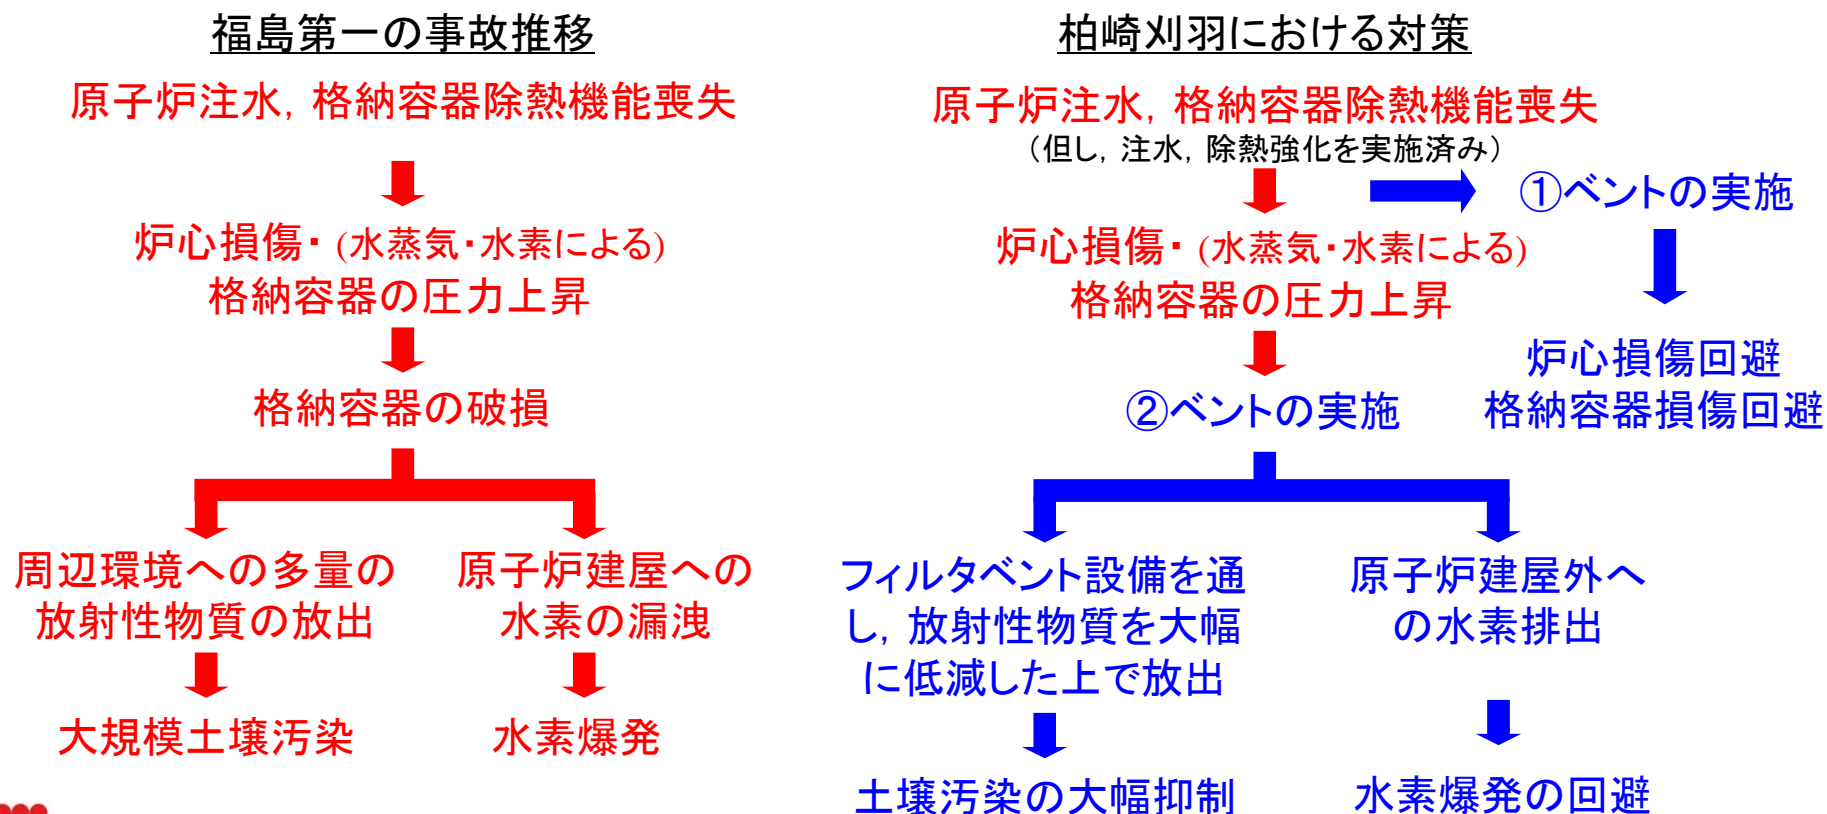 福島第一の事故推移
原子炉注水，格納容器除熱機能喪失
炉心損傷・(水蒸気・水素による)
格納容器の圧力上昇
格納容器の破損
周辺環境への多量の
放射性物質の放出
大規模土壌汚染
原子炉建屋への
水素の漏洩
水素爆発
柏崎刈羽における対策
原子炉注水，格納容器除熱機能喪失
（但し，注水，除熱強化を実施済み）
①ベントの実施
炉心損傷回避
格納容器損傷回避
炉心損傷・(水蒸気・水素による)
格納容器の圧力上昇
②ベントの実施
フィルタベント設備を通
し，放射性物質を大幅
に低減した上で放出
土壌汚染の大幅抑制
原子炉建屋外へ
の水素排出
水素爆発の回避